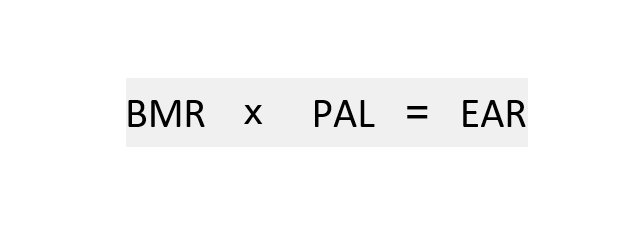 BMR x PAL = EAR